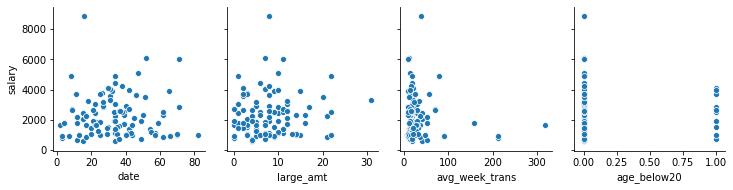 8000
6000
4000
2000
0
salary
0 20 40 60 80
date
0 10 20 30
large_amt
0 100 200 300
avg_week_trans
0.00 0.25 0.50 0.75 1.00
age_below20